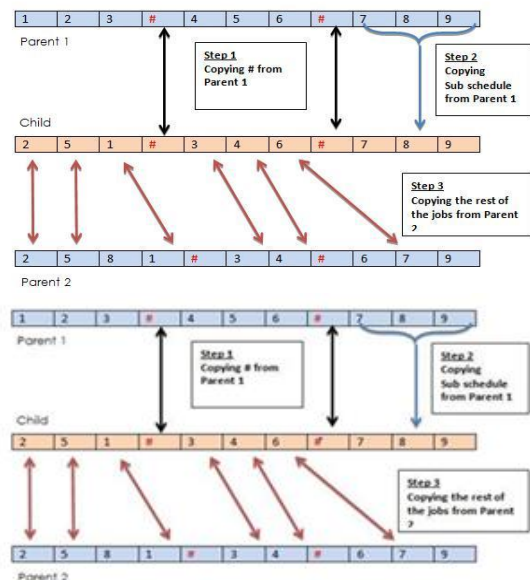 1 2 3 # 4 5 6 # 7 8 9
Parent 1
Step 1
Copying # from
Parent 1
Step 2
Copying
Sub schedule
from Parent 1
Child
2 5 1 # 3 4 6 # 7 8 9
Step 3
Copying the rest of
the jobs from Parent
2
2 5 8 1 # 3 4 # 6 7 9
Parent 2
1 2 3 # 4 5 6 # 7 8 9
Parent 1
Step 1
Copying # from
Parent 1
Step 2
Copying
Sub schedule
from Parent 1
Child
2 5 1 # 3 4 6 # 7 8 9
Step 3
Copying the rest of
the jobs from Parent
2
2 5 8 1 # 3 4 # 6 7 9
Parent 2